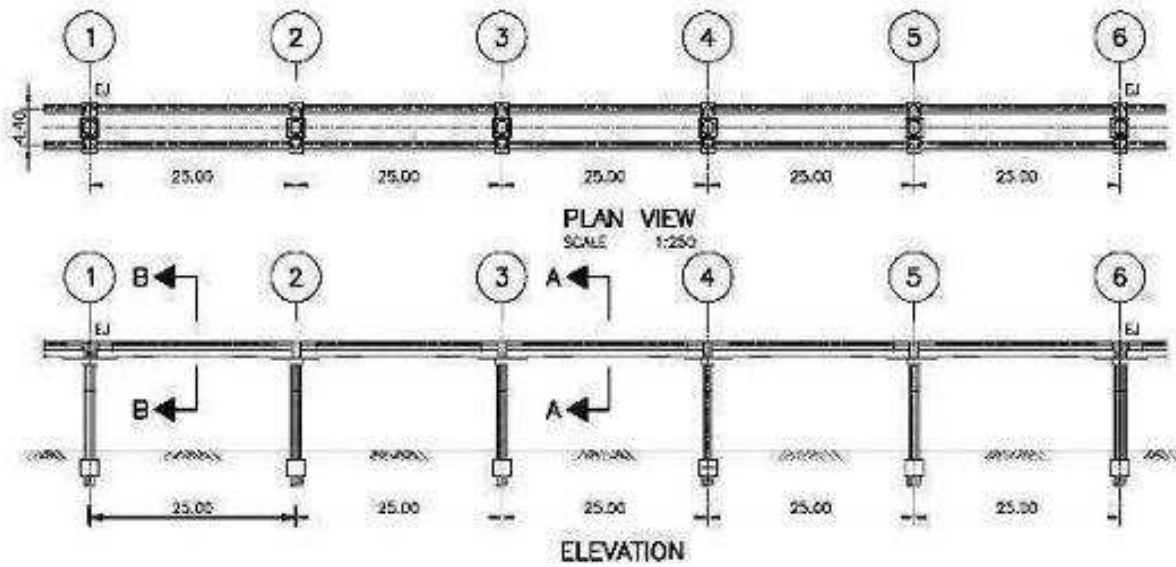 1 2 3 4 5 6
EJ EJ
4.40
25.00 25.00 25.00 25.00 25.00
PLAN VIEW
SCALE 1:250
1 B 2 3 A 4 5 6
EJ EJ
B A
25.00 25.00 25.00 25.00 25.00
ELEVATION